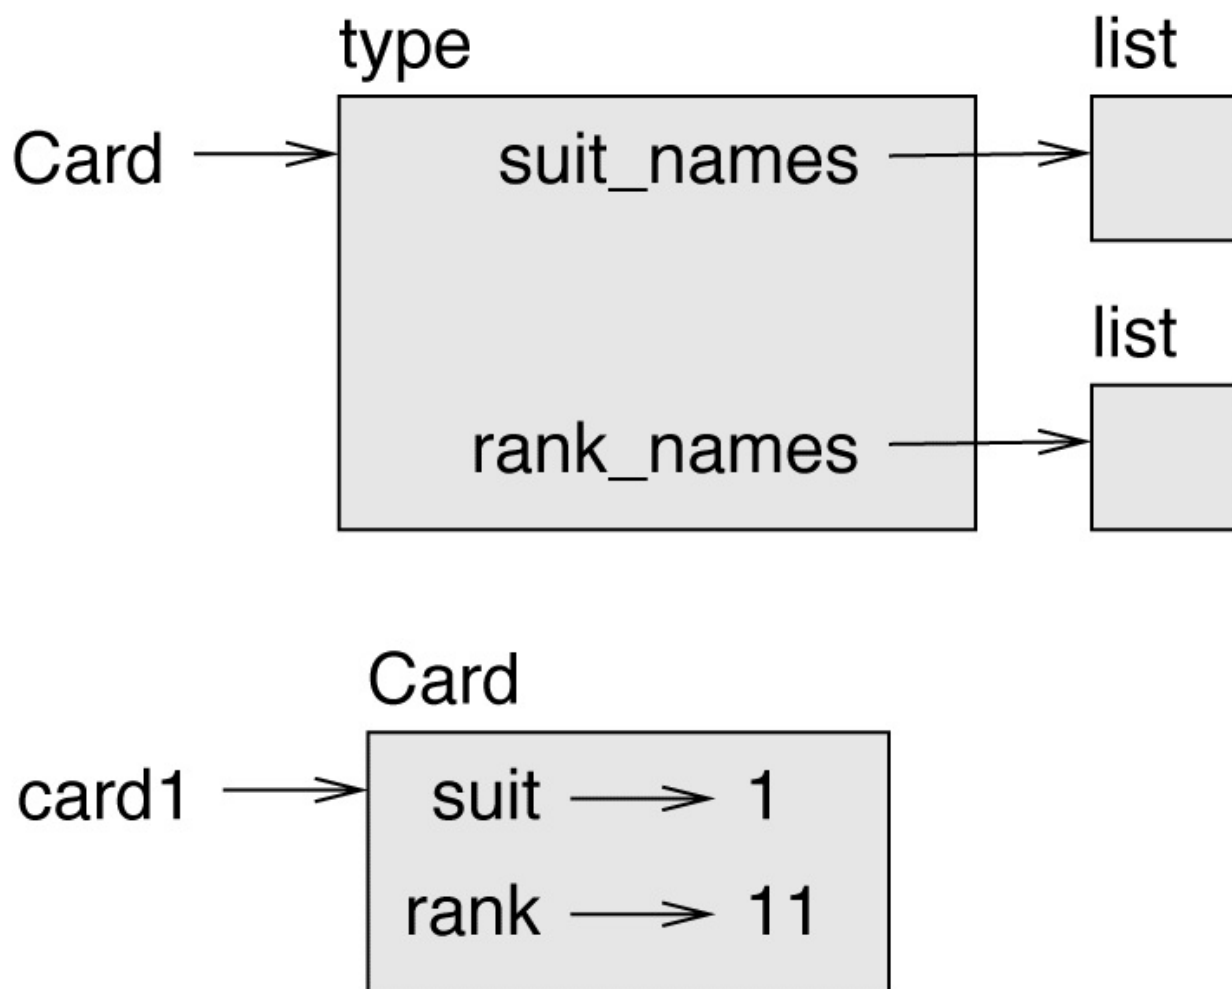 type
list
Card
suit_names
list
rank_names
Card
card1
suit
1
rank
11